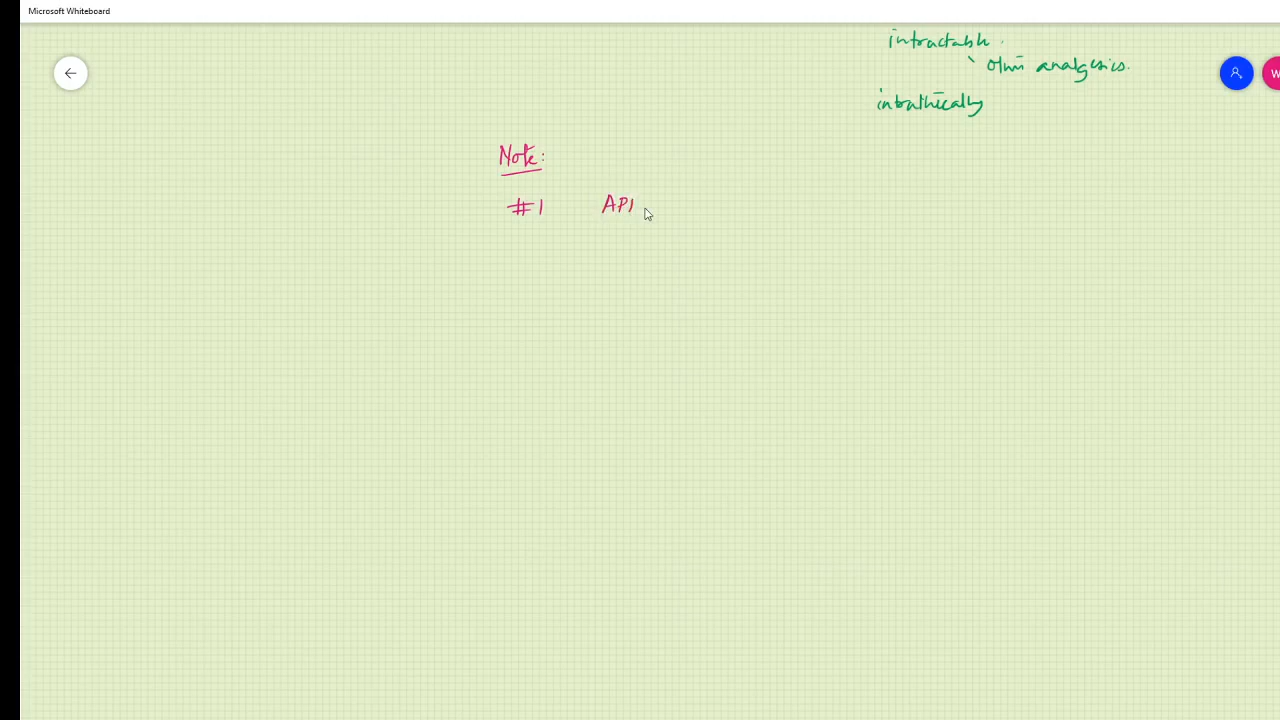 Microsoft Whiteboard
intractable.
other analgesics.
intrathecally
W
Note:
#1 API